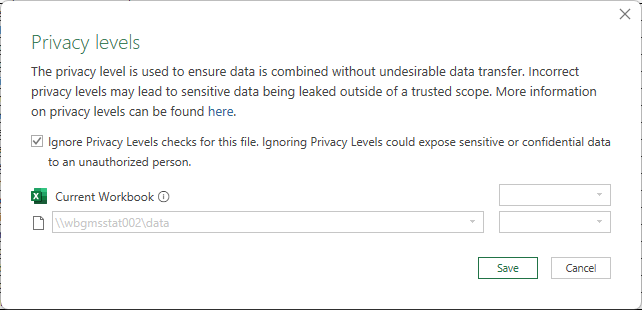 Privacy levels
The privacy level is used to ensure data is combined without undesirable data transfer. Incorrect
privacy levels may lead to sensitive data being leaked outside of a trusted scope. More information
on privacy levels can be found here.
Ignore Privacy Levels checks for this file. Ignoring Privacy Levels could expose sensitive or confidential data
to an unauthorized person.
Current Workbook
\\wbgmsstat002\data
Save Cancel